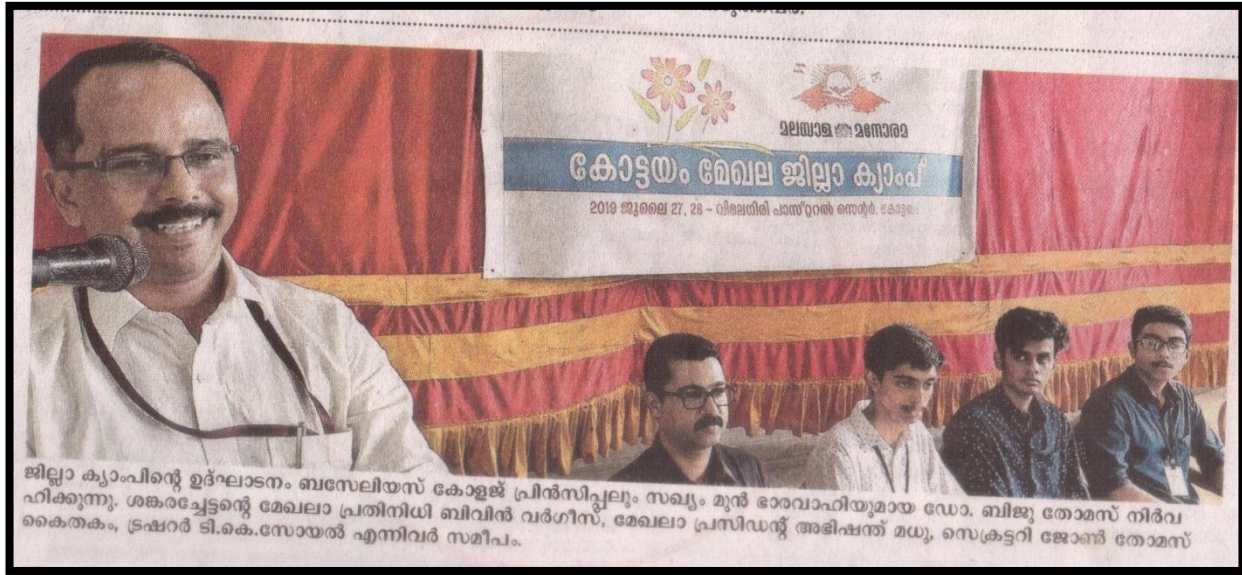 മലയാള മനോരമ
കോട്ടയം മേഖല ജില്ലാ ക്യാംപ്
2019 ജൂലൈ 27, 28 – വിമലഗിരി പാസ്റ്ററൽ സെന്റർ, കോട്ടയം
ജില്ലാ ക്യാംപിന്റെ ഉദ്ഘാടനം ബസേലിയസ് കോളജ് പ്രിൻസിപ്പലും സഖ്യം മുൻ ഭാരവാഹിയുമായ ഡോ. ബിജു തോമസ് നിർവ
ഹിക്കുന്നു. ശങ്കരച്ചേട്ടന്റെ മേഖലാ പ്രതിനിധി ബിവിൻ വർഗീസ്, മേഖലാ പ്രസിഡന്റ് അഭിഷന്ത് മധു, സെക്രട്ടറി ജോൺ തോമസ്
കൈതകം, ട്രഷറർ ടി.കെ.സോയൽ എന്നിവർ സമീപം.